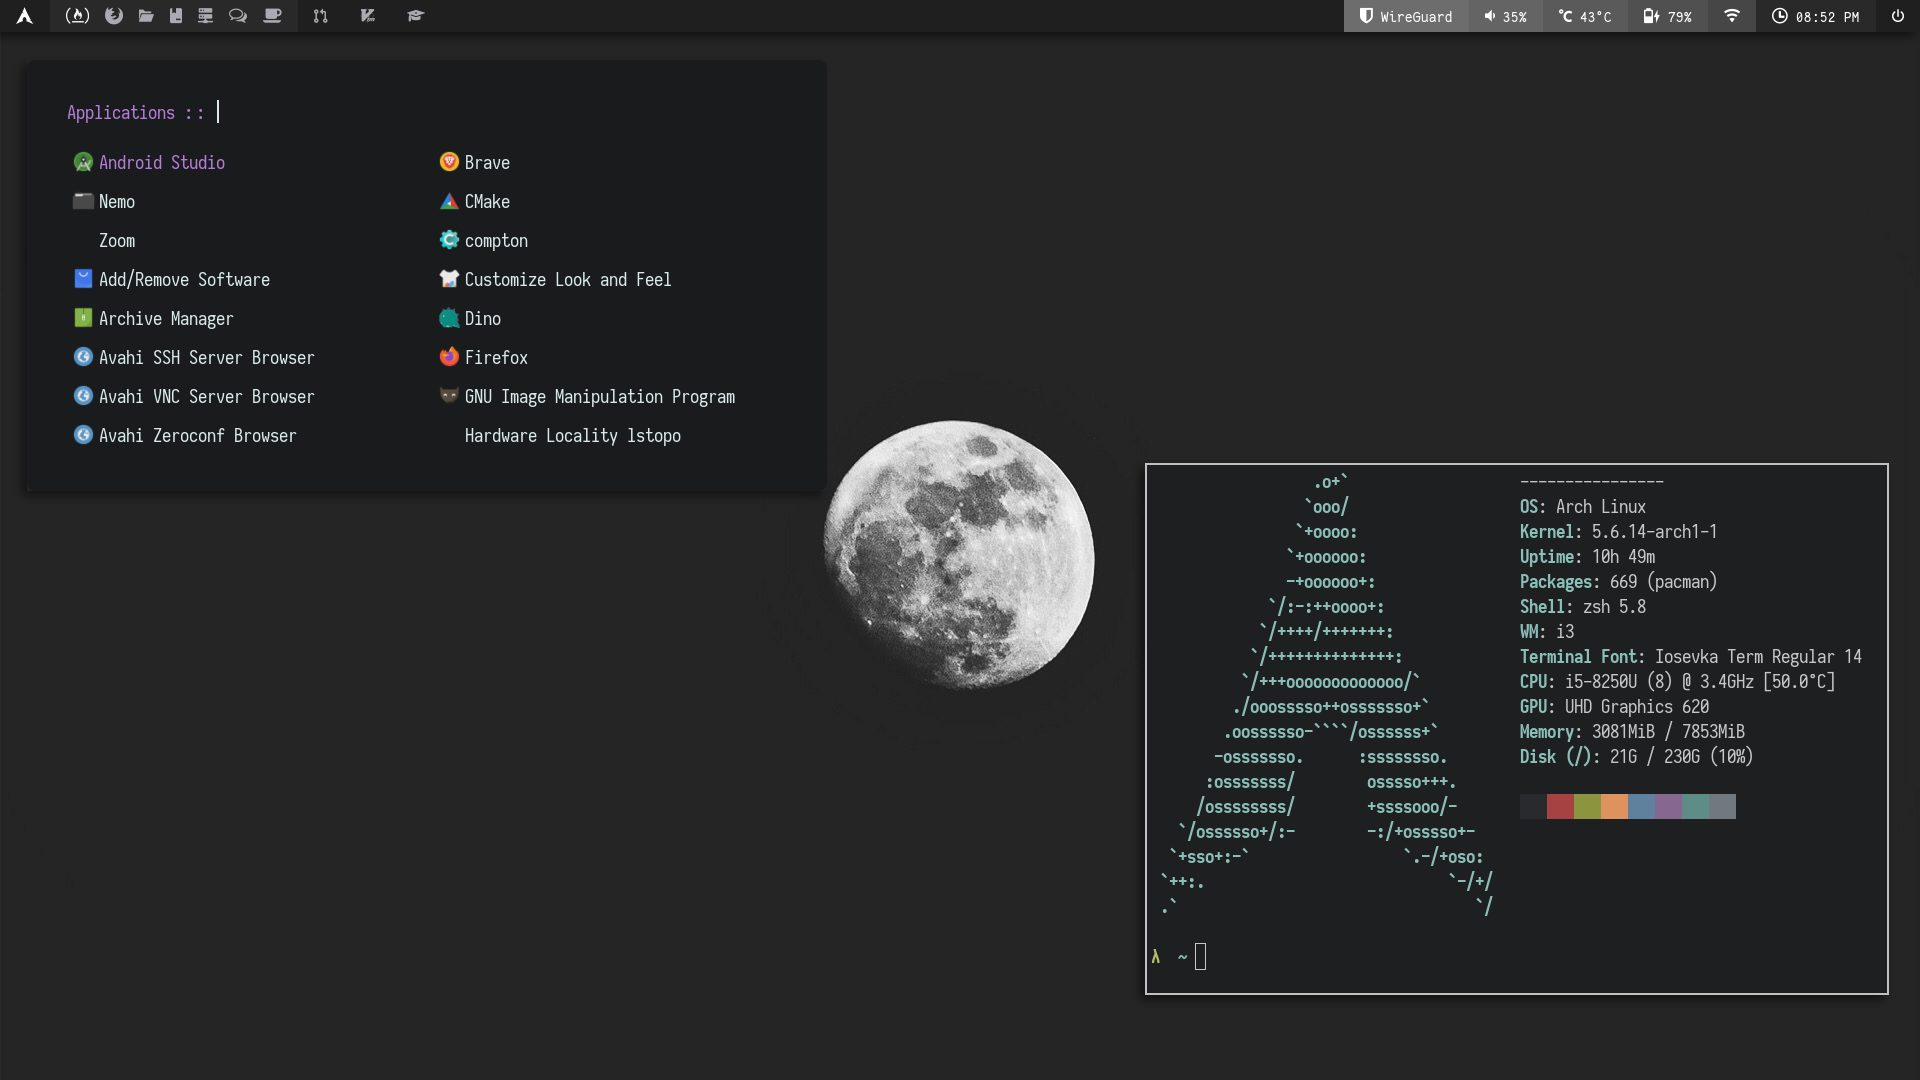 WireGuard 35% °C 43°C 79% 08:52 PM
Applications ::
Android Studio
Nemo
Zoom
Add/Remove Software
Archive Manager
Avahi SSH Server Browser
Avahi VNC Server Browser
Avahi Zeroconf Browser
Brave
CMake
compton
Customize Look and Feel
Dino
Firefox
GNU Image Manipulation Program
Hardware Locality lstopo
.o+`
`ooo/
`+oooo:
`+oooooo:
-+oooooo+:
`/:-:++oooo+:
`/++++/+++++++:
`/++++++++++++++:
`/+++ooooooooooooo/`
./ooosssso++osssssso+`
.oossssso-````/ossssss+`
-osssssso. :ssssssso.
:osssssss/ osssso+++.
/ossssssss/ +ssssooo/-
`/ossssso+/:- -:/+osssso+-
`+sso+:-` `.-/+oso:
`++:. `-/+/
.` `/
----------------
OS: Arch Linux
Kernel: 5.6.14-arch1-1
Uptime: 10h 49m
Packages: 669 (pacman)
Shell: zsh 5.8
WM: i3
Terminal Font: Iosevka Term Regular 14
CPU: i5-8250U (8) @ 3.4GHz [50.0°C]
GPU: UHD Graphics 620
Memory: 3081MiB / 7853MiB
Disk (/): 21G / 230G (10%)
λ ~